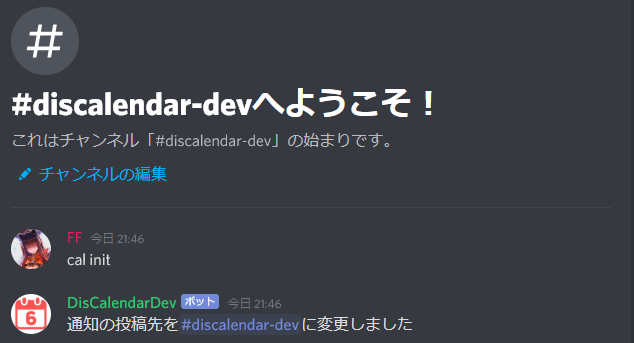 #discalendar-devへようこそ！
これはチャンネル「#discalendar-dev」の始まりです。
チャンネルの編集
FF 今日 21:46
cal init
6
DisCalendarDev ボット 今日 21:46
通知の投稿先を#discalendar-devに変更しました